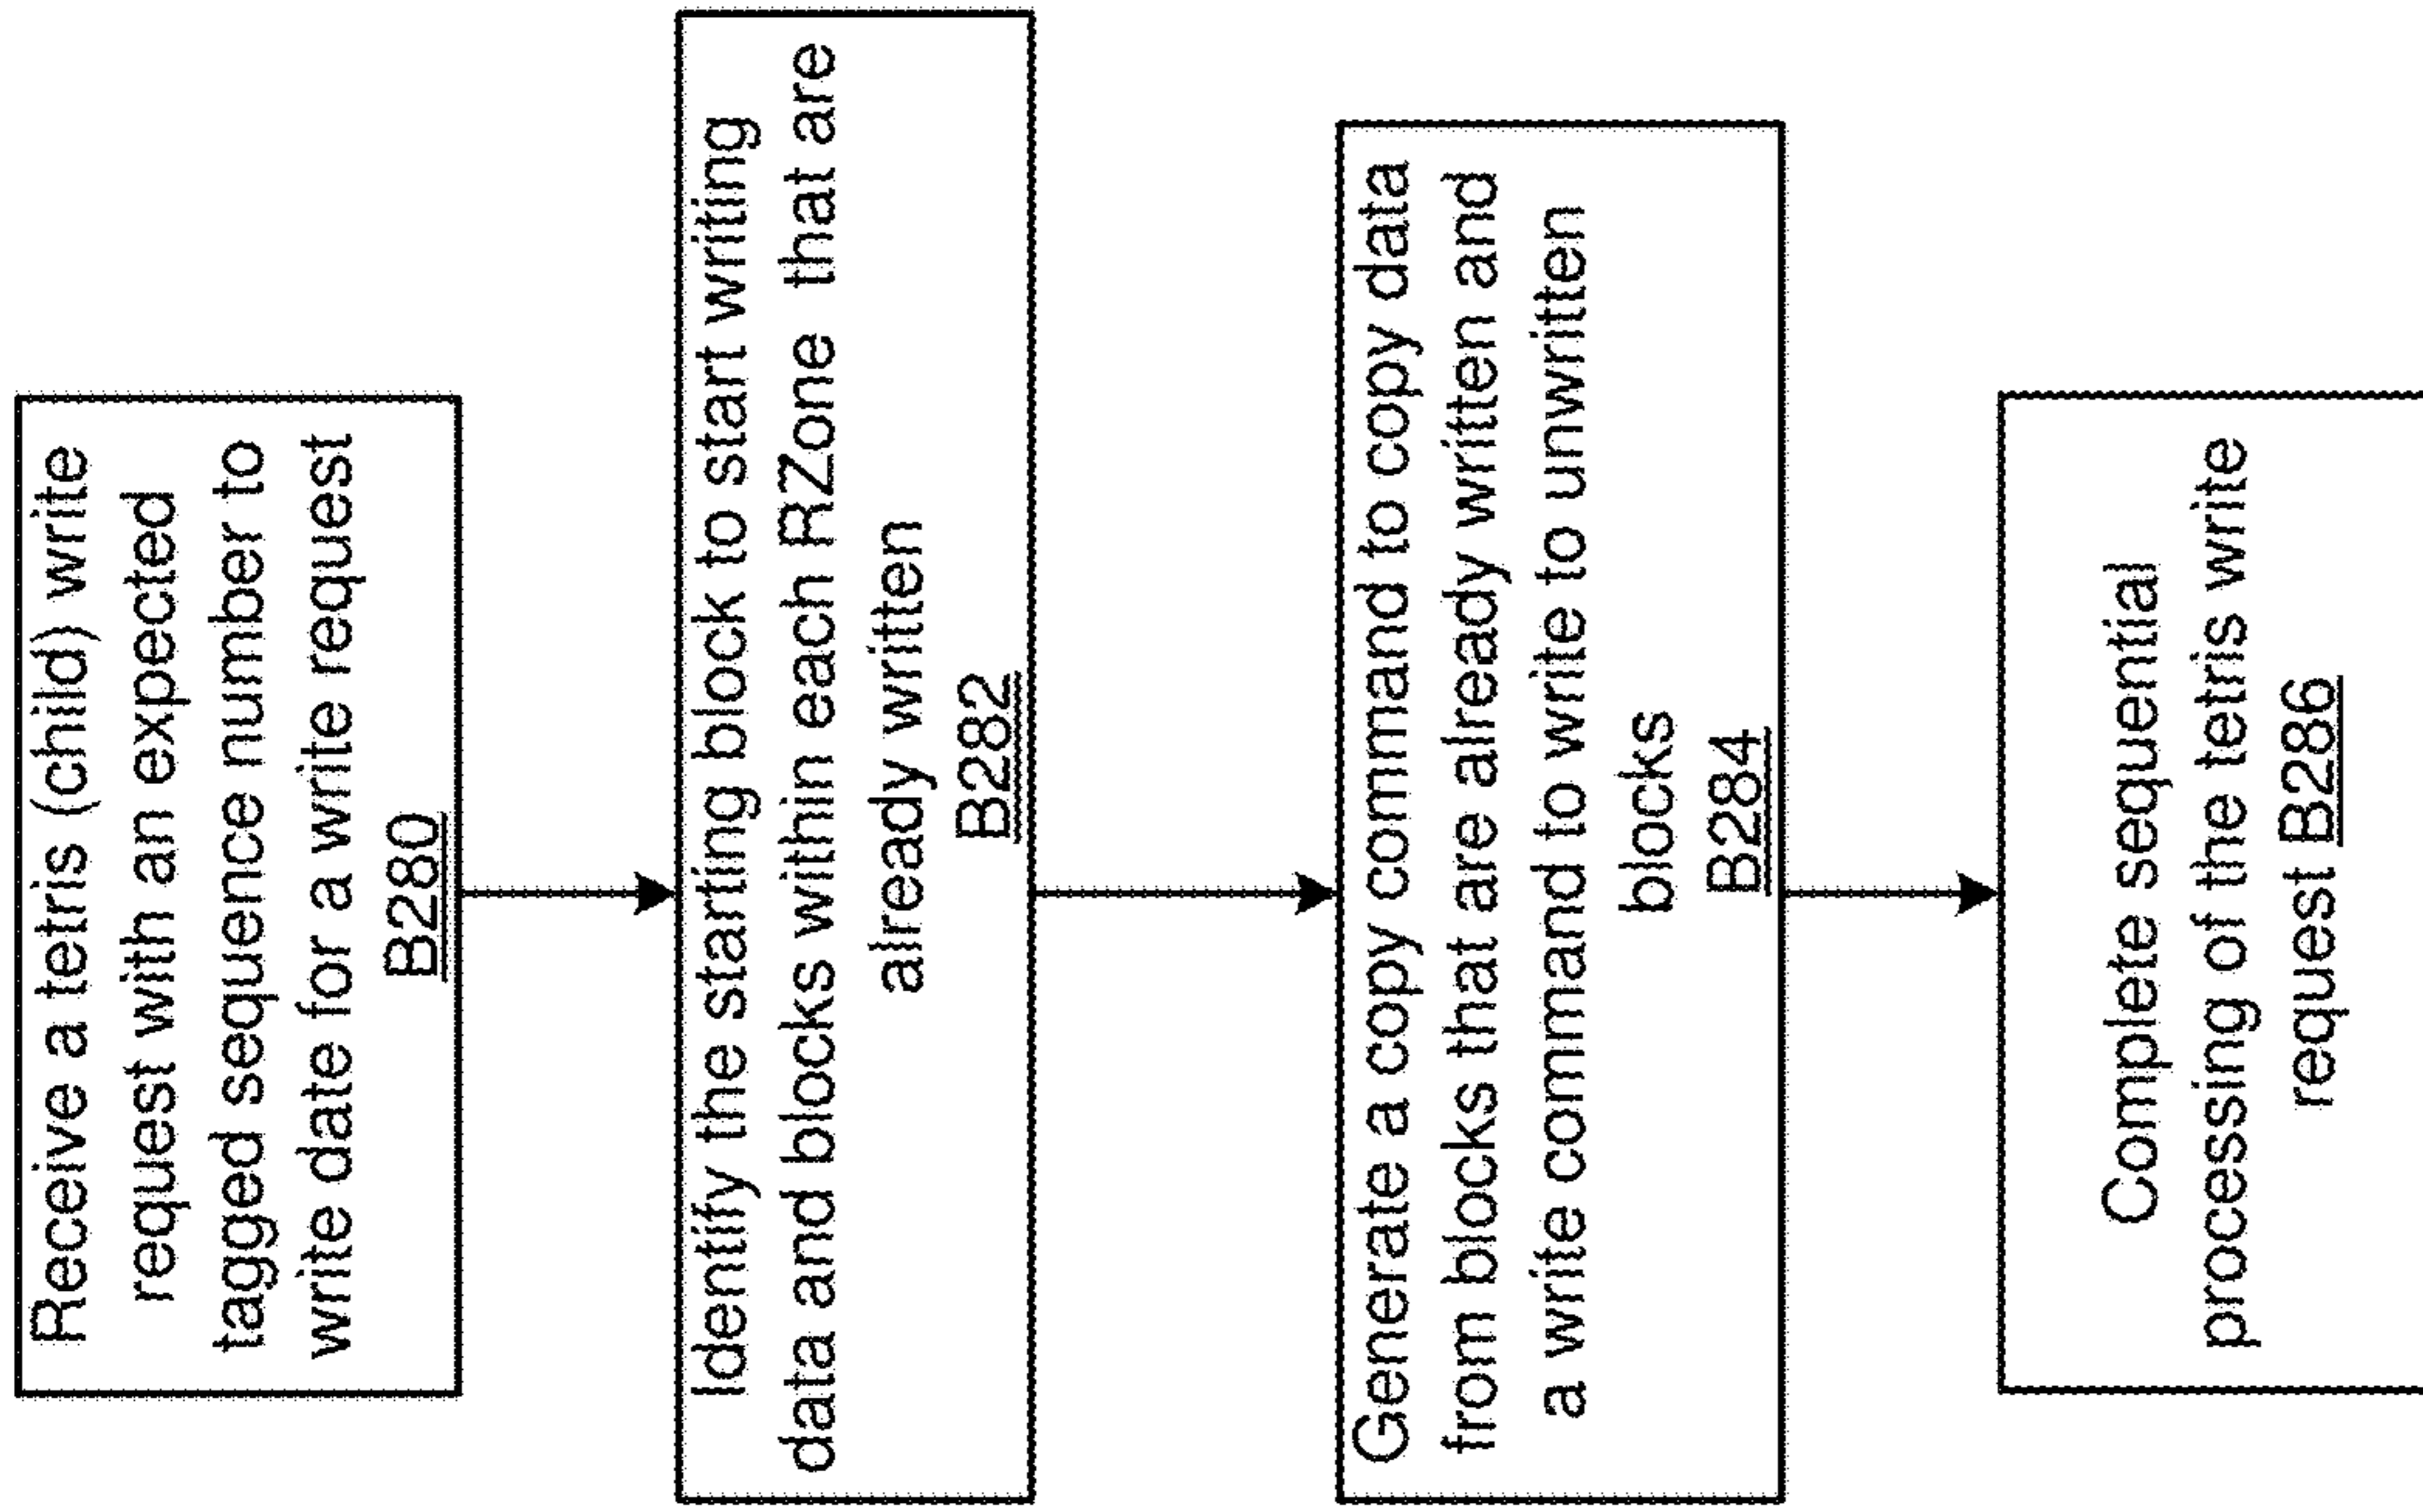 Receive a tetris (child) write
request with an expected
tagged sequence number to
write date for a write request
B280
Identify the starting block to start writing
data and blocks within each RZone that are
already written
B282
Generate a copy command to copy data
from blocks that are already written and
a write command to write to unwritten
blocks
B284
Complete sequential
processing of the tetris write
request B286